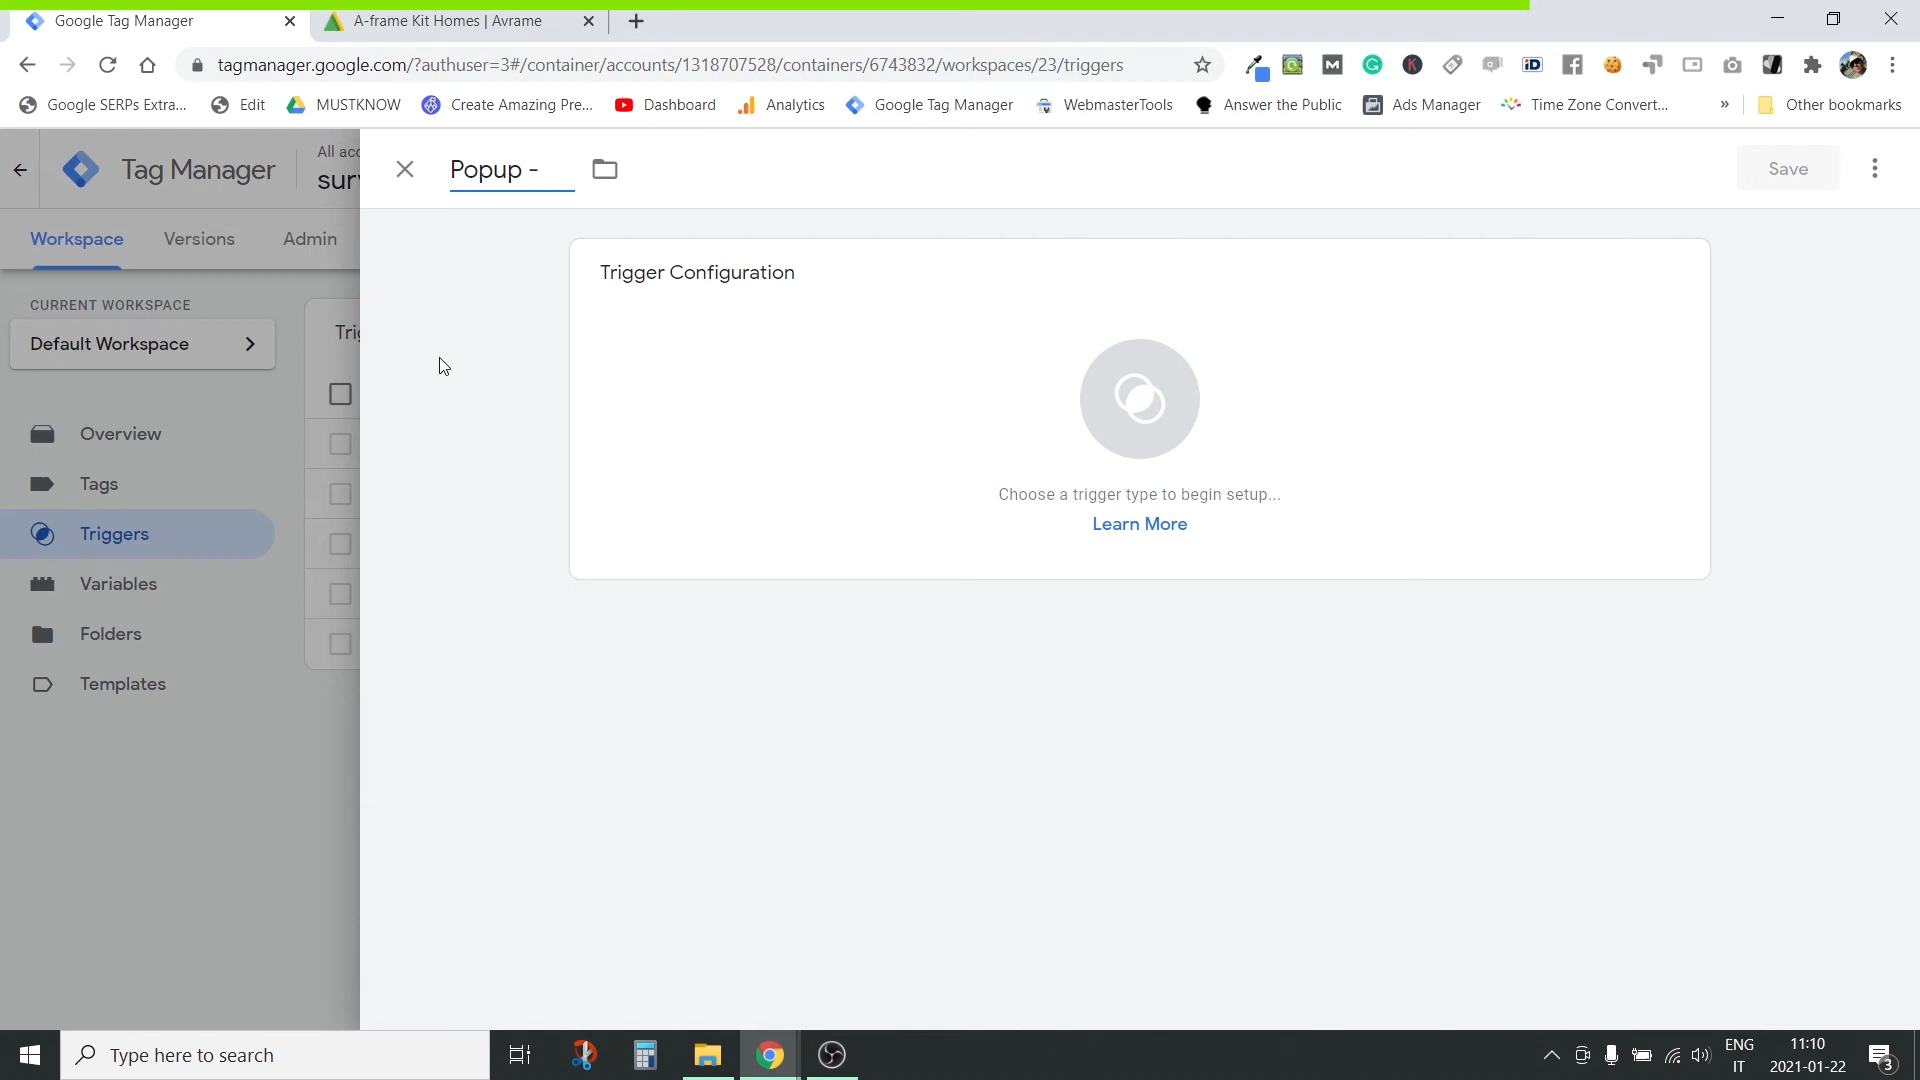 Google Tag Manager
A-frame Kit Homes | Avrame
tagmanager.google.com/?authuser=3#/container/accounts/1318707528/containers/6743832/workspaces/23/triggers
Google SERPs Extra...
Edit
MUSTKNOW
Create Amazing Pre...
Dashboard
Analytics
Google Tag Manager
WebmasterTools
Answer the Public
Ads Manager
Time Zone Convert...
»
Other bookmarks
Tag Manager
All acc
surv
Popup -
Save
Workspace
Versions
Admin
CURRENT WORKSPACE
Default Workspace
Overview
Tags
Triggers
Variables
Folders
Templates
Trig
Trigger Configuration
Choose a trigger type to begin setup...
Learn More
Type here to search
ENG
IT
11:10
2021-01-22
3